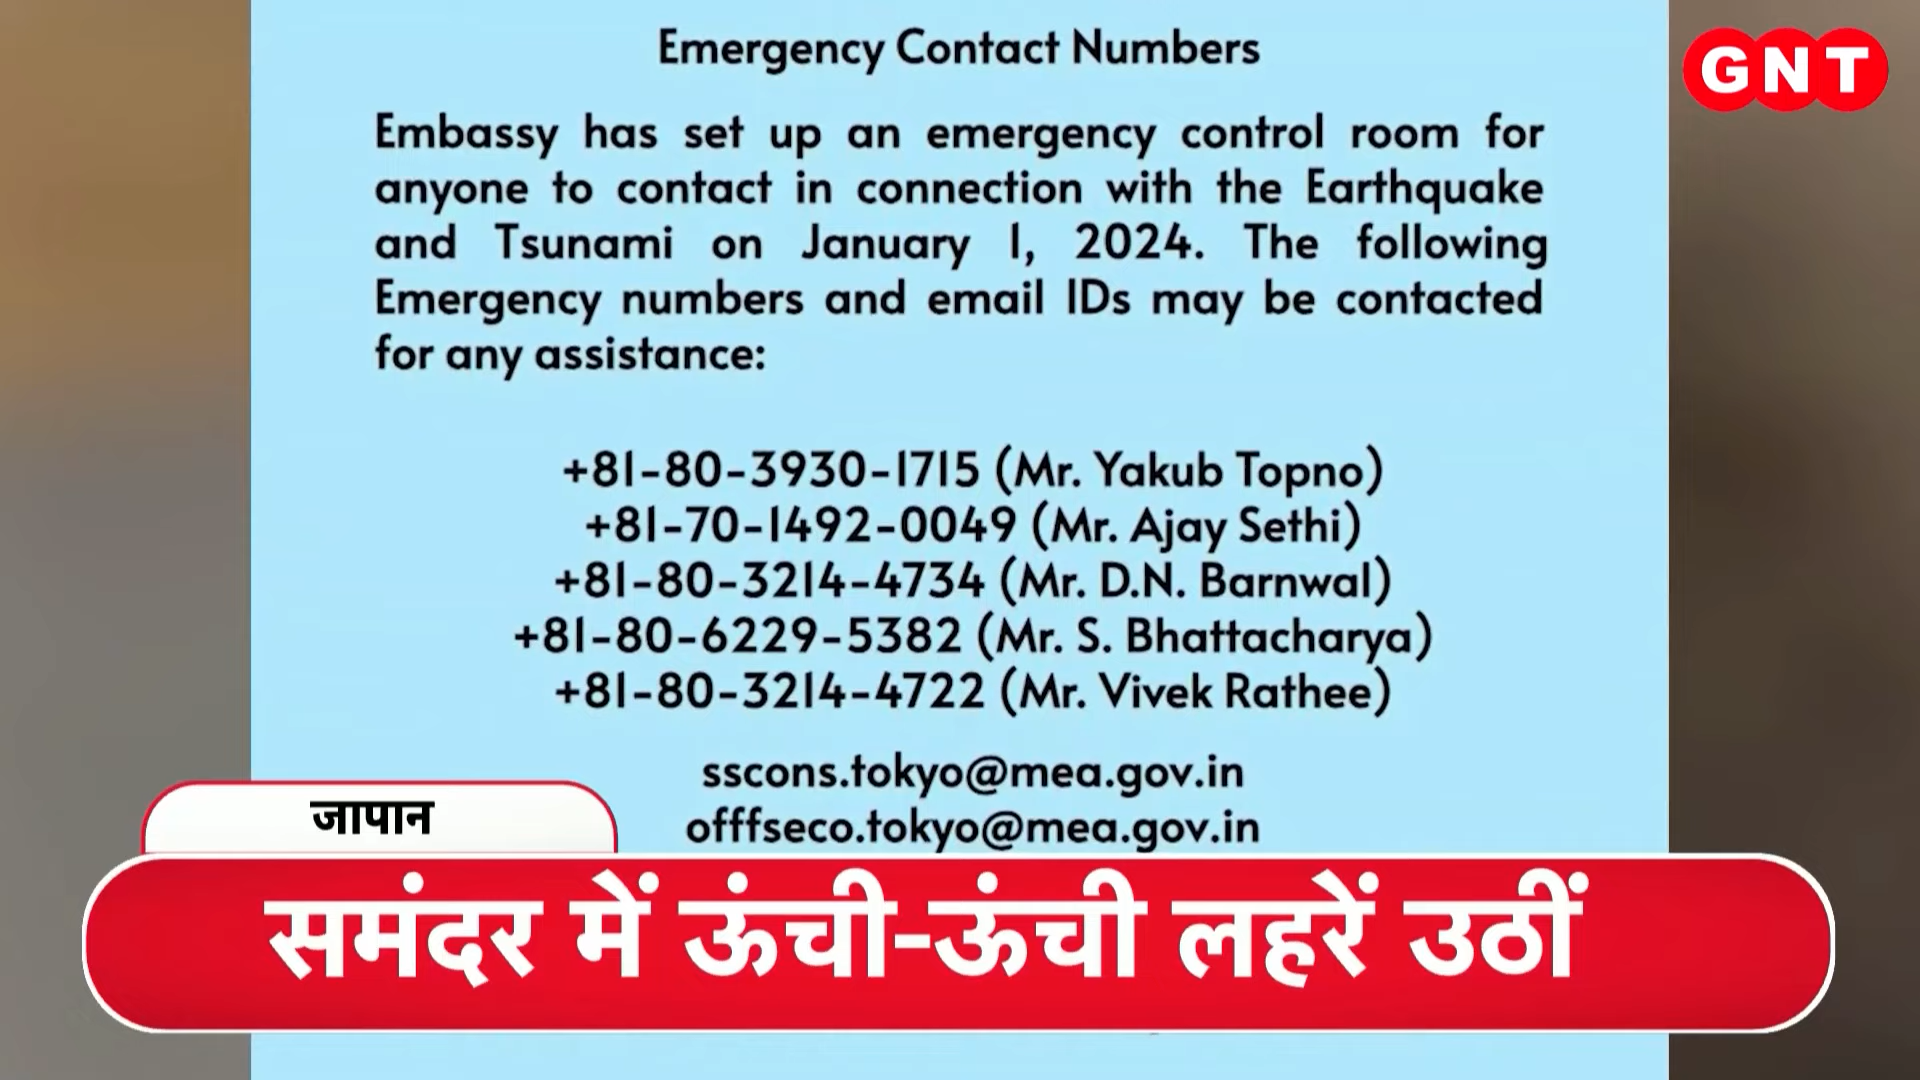 Emergency Contact Numbers
GNT
Embassy has set up an emergency control room for
anyone to contact in connection with the Earthquake
and Tsunami on January 1, 2024. The following
Emergency numbers and email IDs may be contacted
for any assistance:
+81-80-3930-1715 (Mr. Yakub Topno)
+81-70-1492-0049 (Mr. Ajay Sethi)
+81-80-3214-4734 (Mr. D.N. Barnwal)
+81-80-6229-5382 (Mr. S. Bhattacharya)
+81-80-3214-4722 (Mr. Vivek Rathee)
sscons.tokyo@mea.gov.in
offfseco.tokyo@mea.gov.in
जापान
समंदर में ऊंची-ऊंची लहरें उठीं